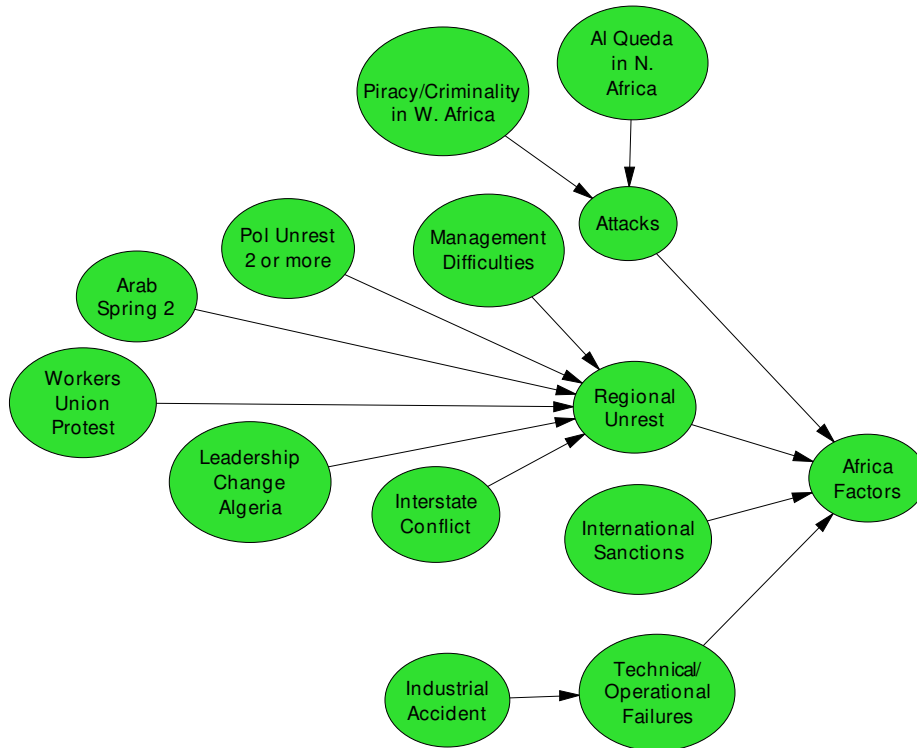 Al Queda
in N.
Africa
Piracy/Criminality
in W. Africa
Attacks
Pol Unrest
2 or more
Management
Difficulties
Arab
Spring 2
Workers
Union
Protest
Regional
Unrest
Leadership
Change
Algeria
Interstate
Conflict
Africa
Factors
International
Sanctions
Industrial
Accident
Technical/
Operational
Failures